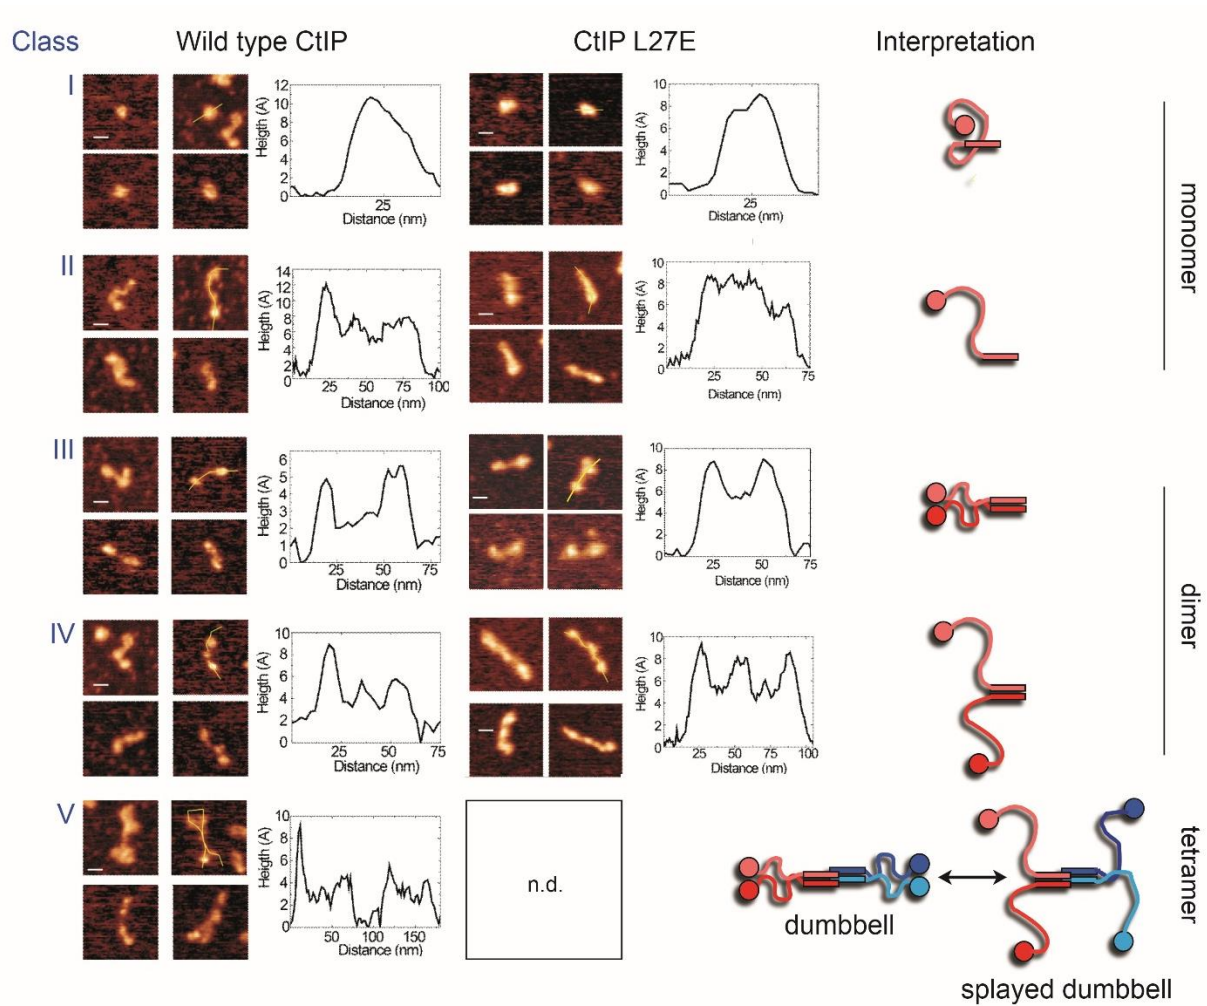 Class Wild type CtIP CtIP L27E Interpretation
I
12
10
8
6
4
2
0
Heigth (A)
25
Distance (nm)
10
8
6
4
2
0
Heigth (A)
25
Distance (nm)
monomer
II
14
12
10
8
6
4
2
0
Heigth (A)
0 25 50 75 100
Distance (nm)
10
8
6
4
2
0
Heigth (A)
25 50 75
Distance (nm)
III
6
5
4
3
2
1
0
Heigth (A)
25 50 75
Distance (nm)
10
8
6
4
2
0
Heigth (A)
25 50 75
Distance (nm)
dimer
IV
10
8
6
4
2
0
Heigth (A)
25 50 75
Distance (nm)
10
8
6
4
2
0
Heigth (A)
25 50 75 100
Distance (nm)
V
10
8
6
4
2
0
Heigth (A)
50 100 150
Distance (nm)
n.d.
dumbbell
splayed dumbbell
tetramer